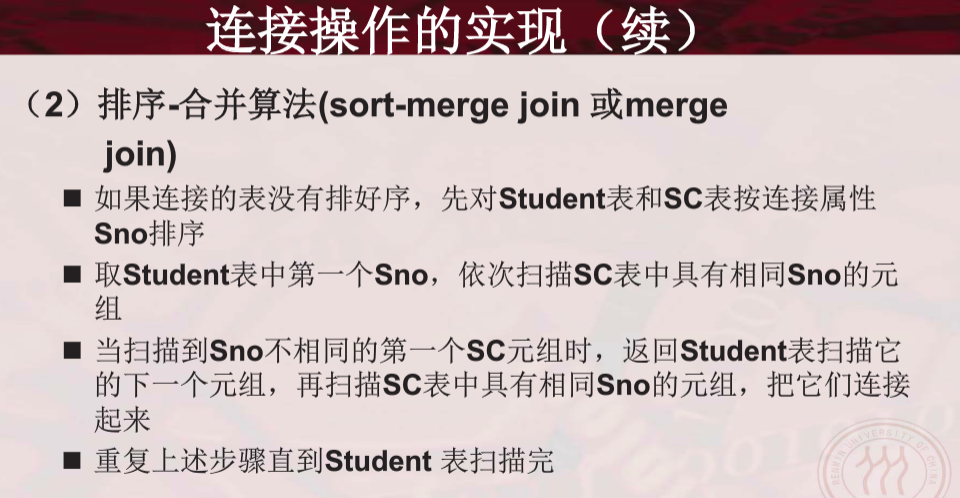 连接操作的实现（续）
（2）排序-合并算法(sort-merge join 或merge
join)
■ 如果连接的表没有排好序，先对Student表和SC表按连接属性
Sno排序
■ 取Student表中第一个Sno，依次扫描SC表中具有相同Sno的元
组
■ 当扫描到Sno不相同的第一个SC元组时，返回Student表扫描它
的下一个元组，再扫描SC表中具有相同Sno的元组，把它们连接
起来
■ 重复上述步骤直到Student 表扫描完